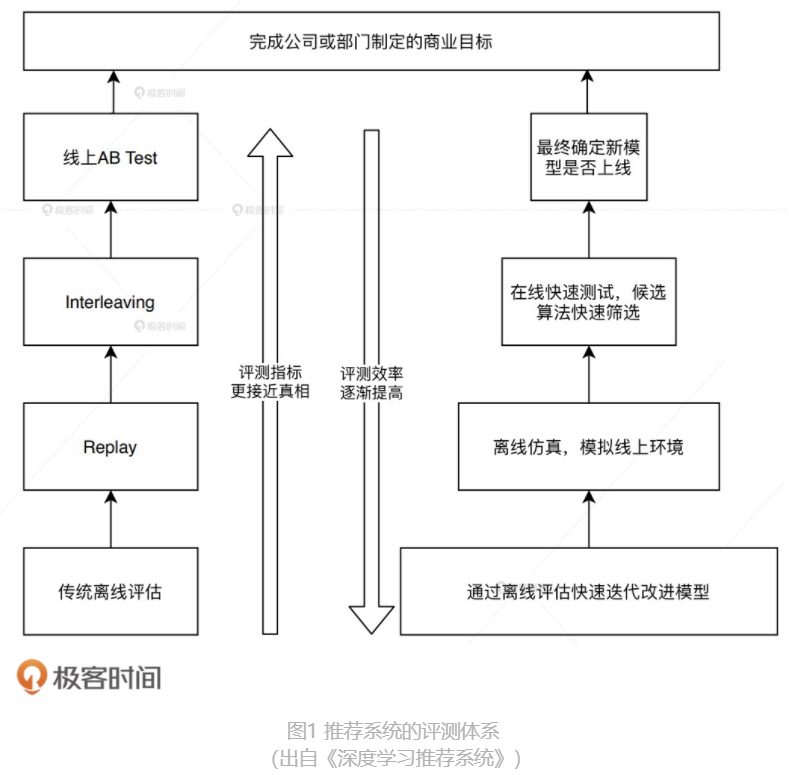 完成公司或部门制定的商业目标
极客时间
线上AB Test
最终确定新模
型是否上线
极客时间
极客时间
Interleaving
在线快速测试，候选
算法快速筛选
极客时间
评测指标
更接近真相
评测效率
逐渐提高
Replay
离线仿真，模拟线上环境
传统离线评估
通过离线评估快速迭代改进模型
极客时间
图1 推荐系统的评测体系
（出自《深度学习推荐系统》）